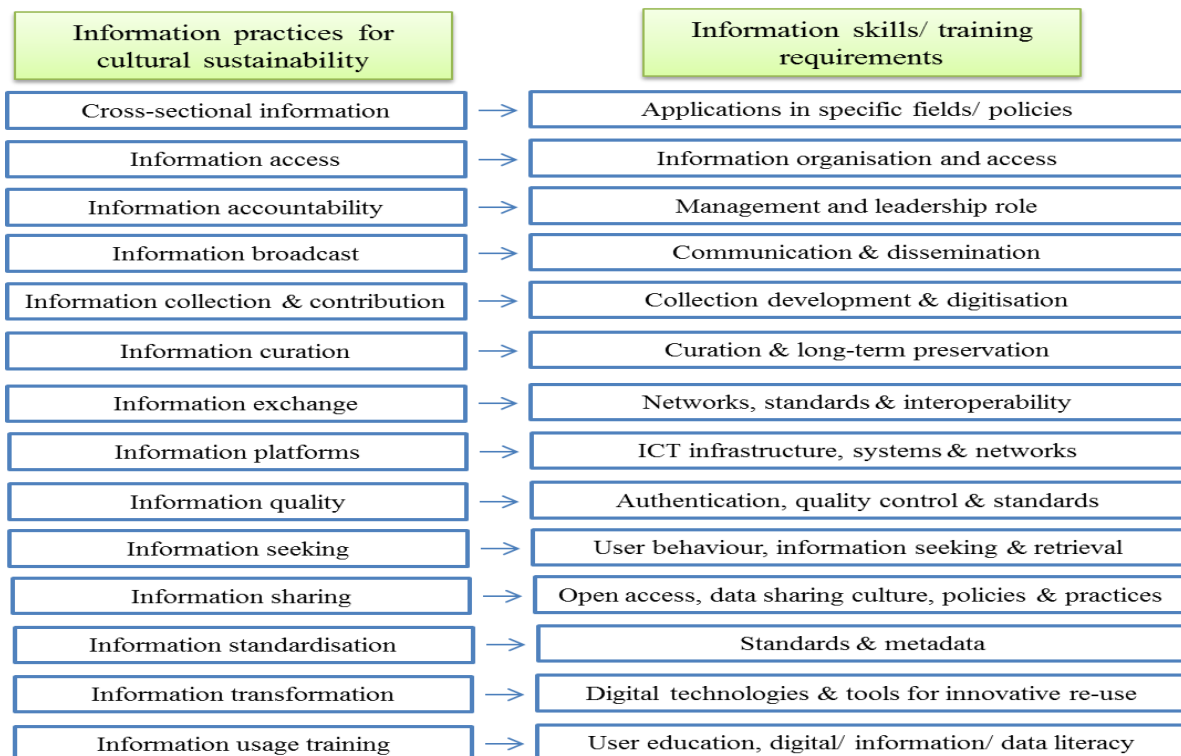 Information practices for
cultural sustainability
Information skills/ training
requirements
Cross-sectional information
Applications in specific fields/ policies
Information access
Information organisation and access
Information accountability
Management and leadership role
Information broadcast
Communication & dissemination
Information collection & contribution
Collection development & digitisation
Information curation
Curation & long-term preservation
Information exchange
Networks, standards & interoperability
Information platforms
ICT infrastructure, systems & networks
Information quality
Authentication, quality control & standards
Information seeking
User behaviour, information seeking & retrieval
Information sharing
Open access, data sharing culture, policies & practices
Information standardisation
Standards & metadata
Information transformation
Digital technologies & tools for innovative re-use
Information usage training
User education, digital/ information/ data literacy